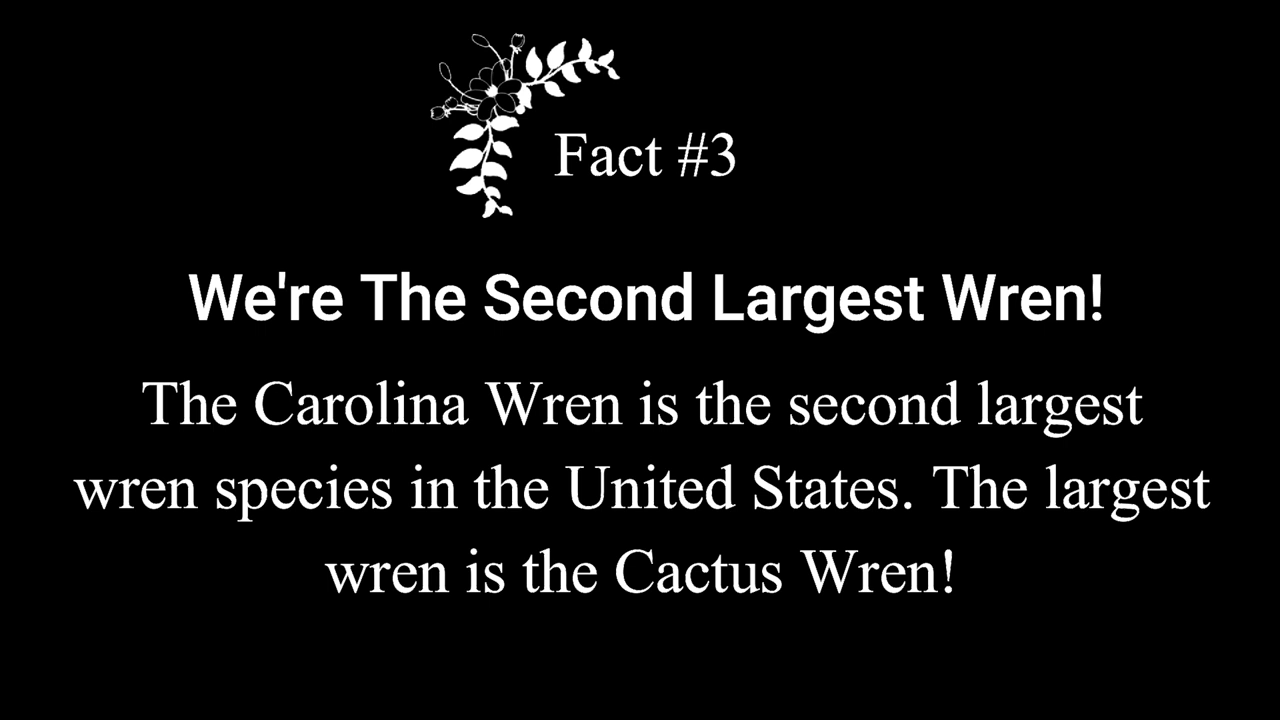 Fact #3
We're The Second Largest Wren!
The Carolina Wren is the second largest
wren species in the United States. The largest
wren is the Cactus Wren!